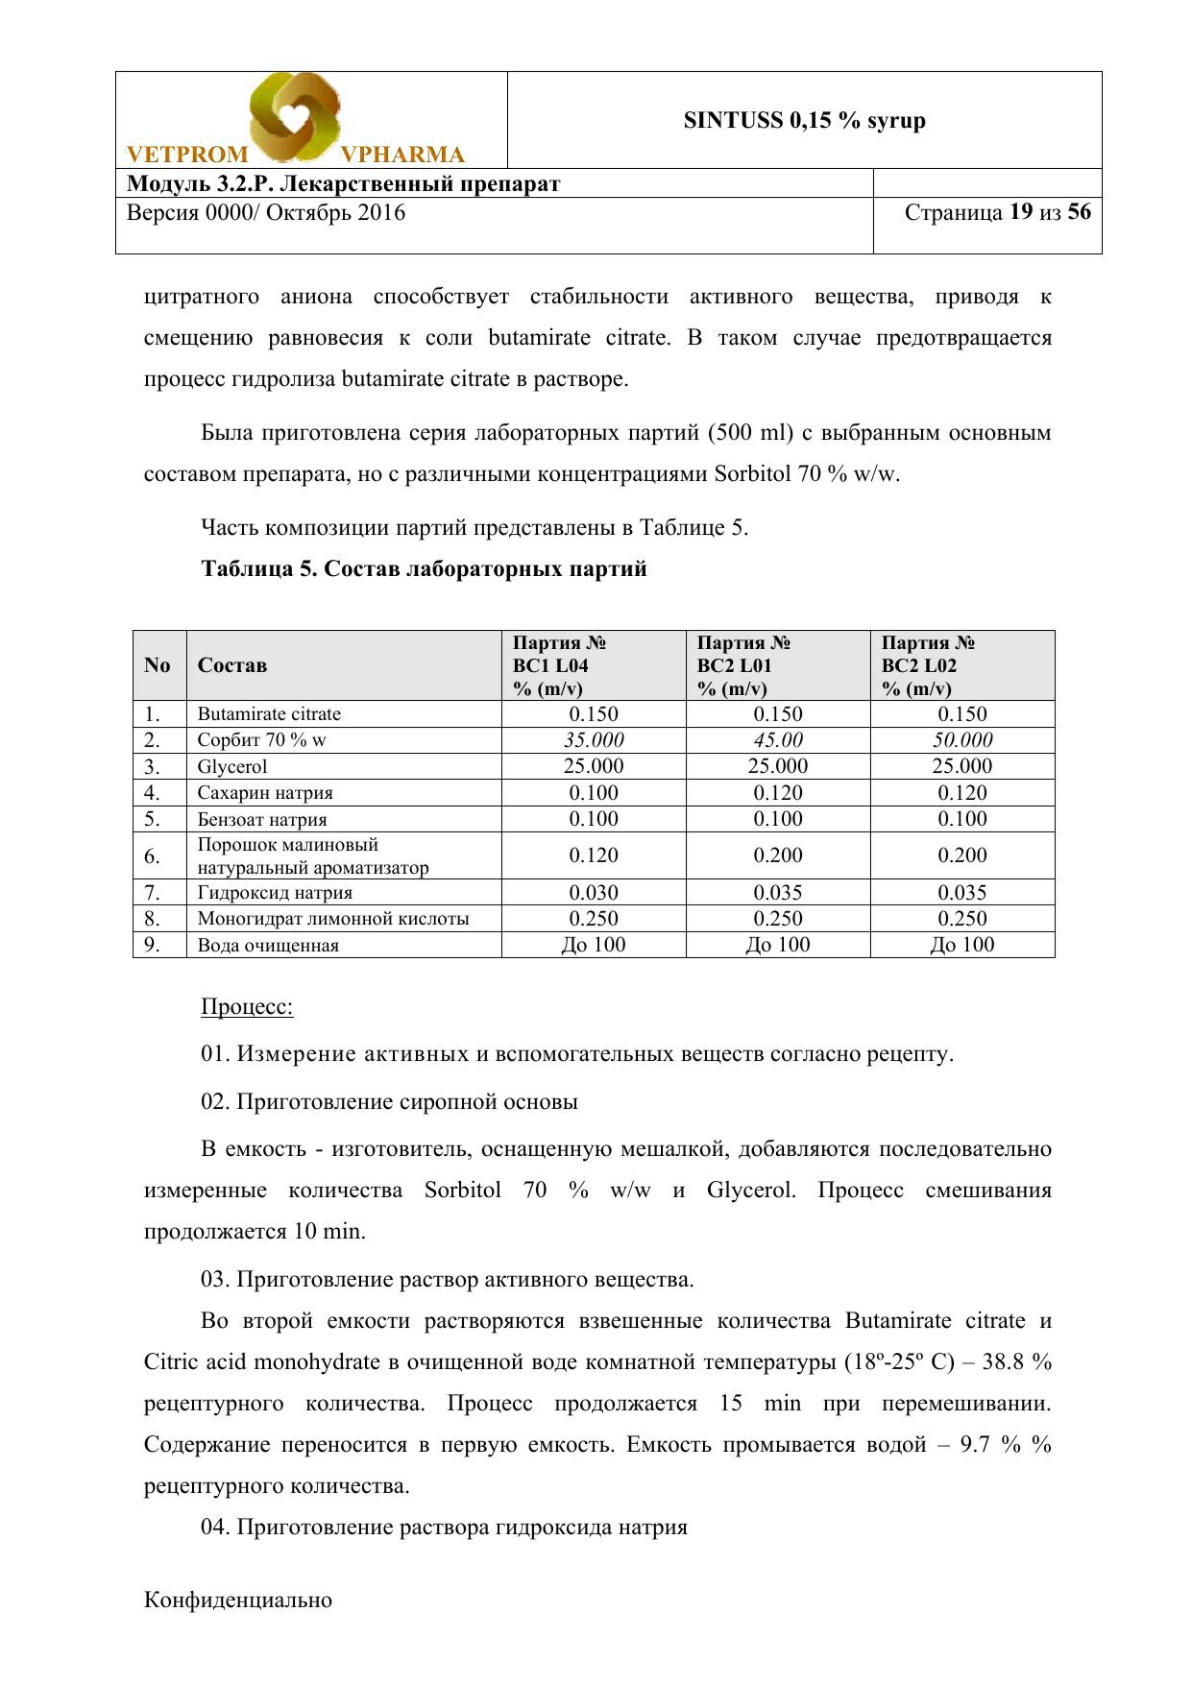 VETPROM VPHARMA
SINTUSS 0,15 % syrup
Модуль 3.2.Р. Лекарственный препарат
Версия 0000/ Октябрь 2016
Страница 19 из 56
цитратного аниона способствует стабильности активного вещества, приводя к
смещению равновесия к соли butamirate citrate. В таком случае предотвращается
процесс гидролиза butamirate citrate в растворе.
Была приготовлена серия лабораторных партий (500 ml) с выбранным основным
составом препарата, но с различными концентрациями Sorbitol 70 % w/w.
Часть композиции партий представлены в Таблице 5.
Таблица 5. Состав лабораторных партий
No Состав Партия № BC1 L04 % (m/v) Партия № BC2 L01 % (m/v) Партия № BC2 L02 % (m/v)
1. Butamirate citrate 0.150 0.150 0.150
2. Сорбит 70 % w 35.000 45.00 50.000
3. Glycerol 25.000 25.000 25.000
4. Сахарин натрия 0.100 0.120 0.120
5. Бензоат натрия 0.100 0.100 0.100
6. Порошок малиновый натуральный ароматизатор 0.120 0.200 0.200
7. Гидроксид натрия 0.030 0.035 0.035
8. Моногидрат лимонной кислоты 0.250 0.250 0.250
9. Вода очищенная До 100 До 100 До 100
Процесс:
01. Измерение активных и вспомогательных веществ согласно рецепту.
02. Приготовление сиропной основы
В емкость - изготовитель, оснащенную мешалкой, добавляются последовательно
измеренные количества Sorbitol 70 % w/w и Glycerol. Процесс смешивания
продолжается 10 min.
03. Приготовление раствор активного вещества.
Во второй емкости растворяются взвешенные количества Butamirate citrate и
Citric acid monohydrate в очищенной воде комнатной температуры (18º-25º C) – 38.8 %
рецептурного количества. Процесс продолжается 15 min при перемешивании.
Содержание переносится в первую емкость. Емкость промывается водой – 9.7 % %
рецептурного количества.
04. Приготовление раствора гидроксида натрия
Конфиденциально